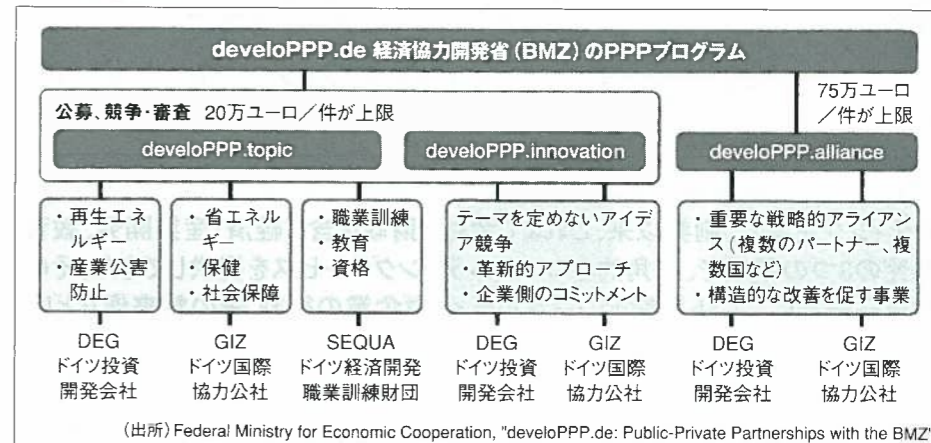 develoPPP.de 経済協力開発省（BMZ）のPPPプログラム
公募、競争・審査 20万ユーロ／件が上限
75万ユーロ
／件が上限
develoPPP.topic
develoPPP.innovation
develoPPP.alliance
・再生エネ
ルギー
・産業公害
防止
・省エネル
ギー
・保健
・社会保障
・職業訓練
・教育
・資格
テーマを定めないアイデ
ア競争
・革新的アプローチ
・企業側のコミットメント
・重要な戦略的アライアン
ス（複数のパートナー、複
数国など）
・構造的な改善を促す事業
DEG
ドイツ投資
開発会社
GIZ
ドイツ国際
協力公社
SEQUA
ドイツ経済開発
職業訓練財団
DEG
ドイツ投資
開発会社
GIZ
ドイツ国際
協力公社
DEG
ドイツ投資
開発会社
GIZ
ドイツ国際
協力公社
（出所）Federal Ministry for Economic Cooperation, "develoPPP.de: Public-Private Partnerships with the BMZ"